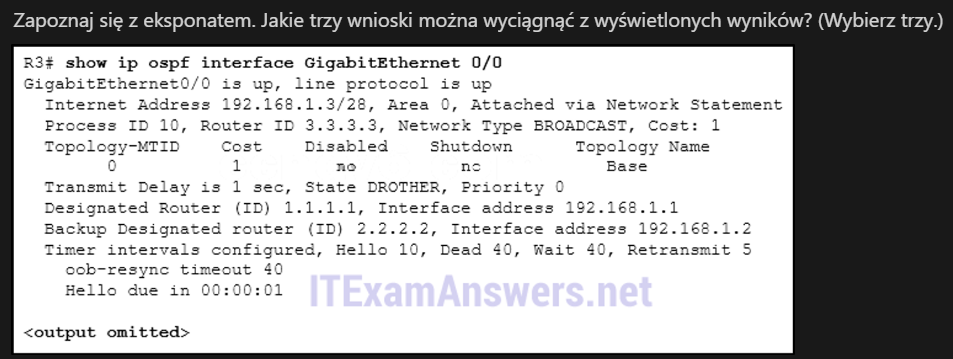 Zapoznaj się z eksponatem. Jakie trzy wnioski można wyciągnąć z wyświetlonych wyników? (Wybierz trzy.)
R3# show ip ospf interface GigabitEthernet 0/0
GigabitEthernet0/0 is up, line protocol is up
Internet Address 192.168.1.3/28, Area 0, Attached via Network Statement
Process ID 10, Router ID 3.3.3.3, Network Type BROADCAST, Cost: 1
Topology-MTID Cost Disabled Shutdown Topology Name
0 1 no no Base
Transmit Delay is 1 sec, State DROTHER, Priority 0
Designated Router (ID) 1.1.1.1, Interface address 192.168.1.1
Backup Designated router (ID) 2.2.2.2, Interface address 192.168.1.2
Timer intervals configured, Hello 10, Dead 40, Wait 40, Retransmit 5
oob-resync timeout 40
Hello due in 00:00:01
ITExamAnswers.net
<output omitted>